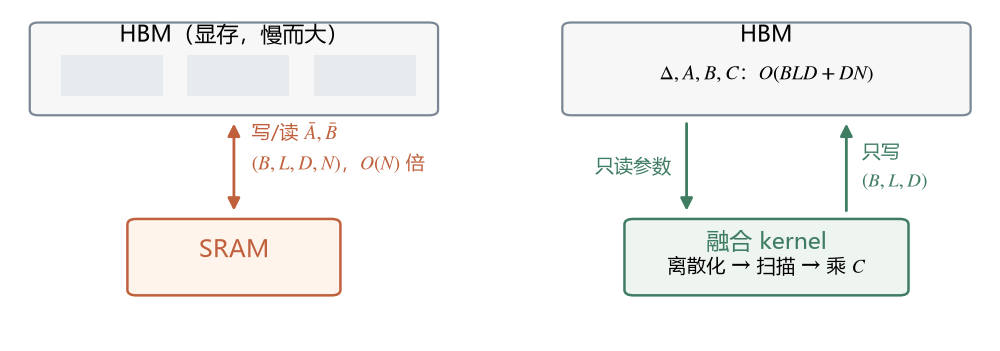 HBM（显存，慢而大）
写/读 Ā, B̄
(B, L, D, N)，O(N) 倍
SRAM
HBM
Δ, A, B, C：O(BLD + DN)
只读参数
只写
(B, L, D)
融合 kernel
离散化 → 扫描 → 乘 C